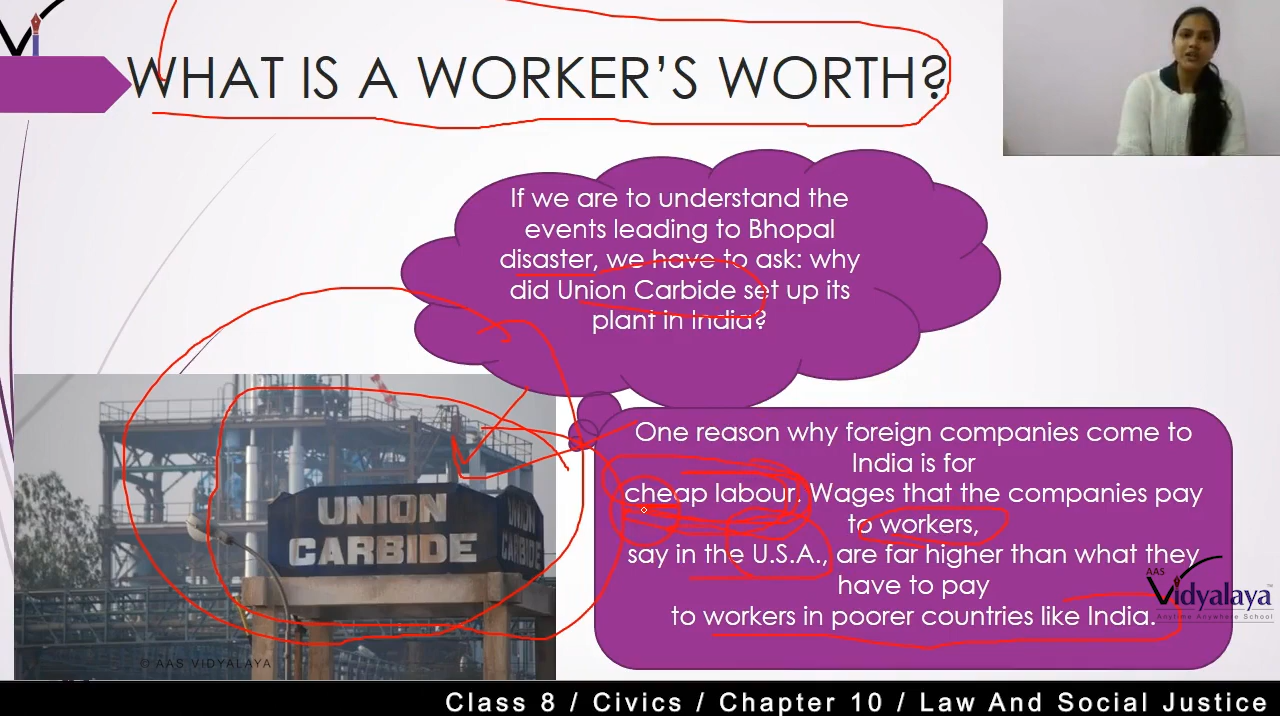 WHAT IS A WORKER'S WORTH?
If we are to understand the
events leading to Bhopal
disaster, we have to ask: why
did Union Carbide set up its
plant in India?
One reason why foreign companies come to
India is for
cheap labour. Wages that the companies pay
to workers,
say in the U.S.A., are far higher than what they
have to pay
to workers in poorer countries like India.
UNION
CARBIDE
UNION
CARBIDE
© AAS VIDYALAYA
AAS
Vidyalaya
Anytime Anywhere School
Class 8 / Civics / Chapter 10 / Law And Social Justice